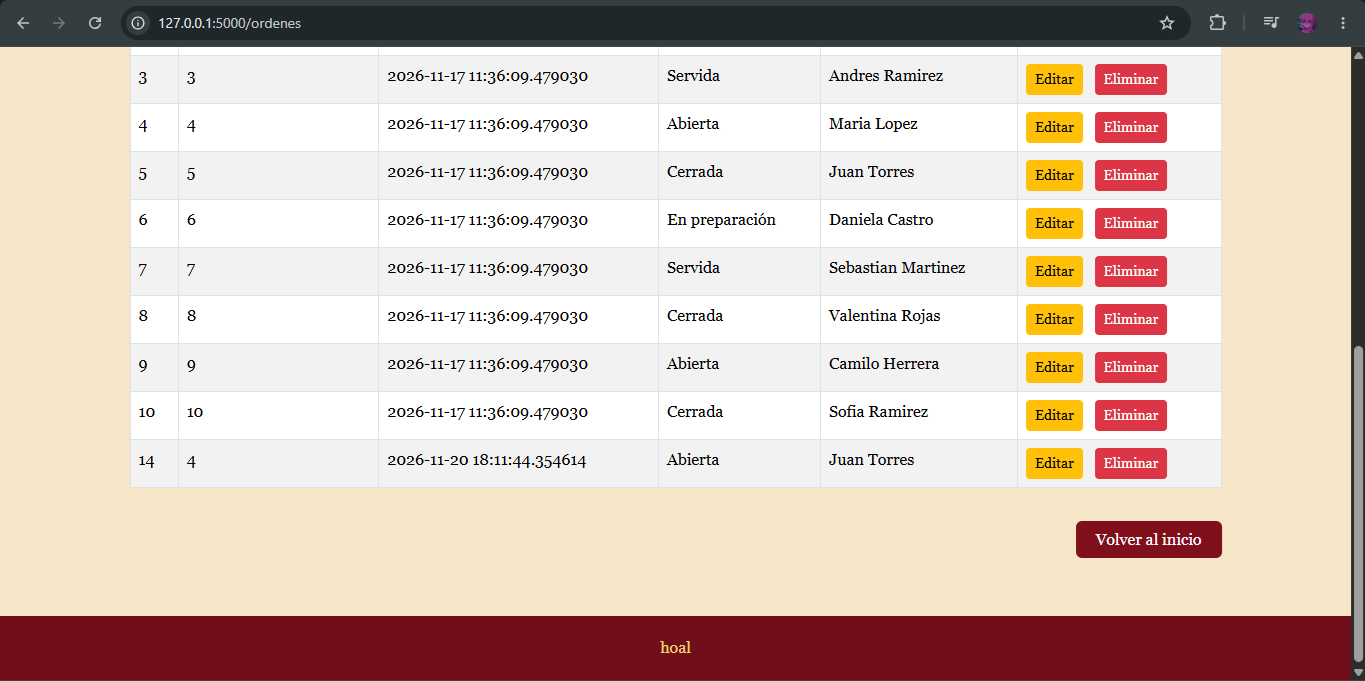 127.0.0.1:5000/ordenes
3 3 2026-11-17 11:36:09.479030 Servida Andres Ramirez Editar Eliminar
4 4 2026-11-17 11:36:09.479030 Abierta Maria Lopez Editar Eliminar
5 5 2026-11-17 11:36:09.479030 Cerrada Juan Torres Editar Eliminar
6 6 2026-11-17 11:36:09.479030 En preparación Daniela Castro Editar Eliminar
7 7 2026-11-17 11:36:09.479030 Servida Sebastian Martinez Editar Eliminar
8 8 2026-11-17 11:36:09.479030 Cerrada Valentina Rojas Editar Eliminar
9 9 2026-11-17 11:36:09.479030 Abierta Camilo Herrera Editar Eliminar
10 10 2026-11-17 11:36:09.479030 Cerrada Sofia Ramirez Editar Eliminar
14 4 2026-11-20 18:11:44.354614 Abierta Juan Torres Editar Eliminar
Volver al inicio
hoal